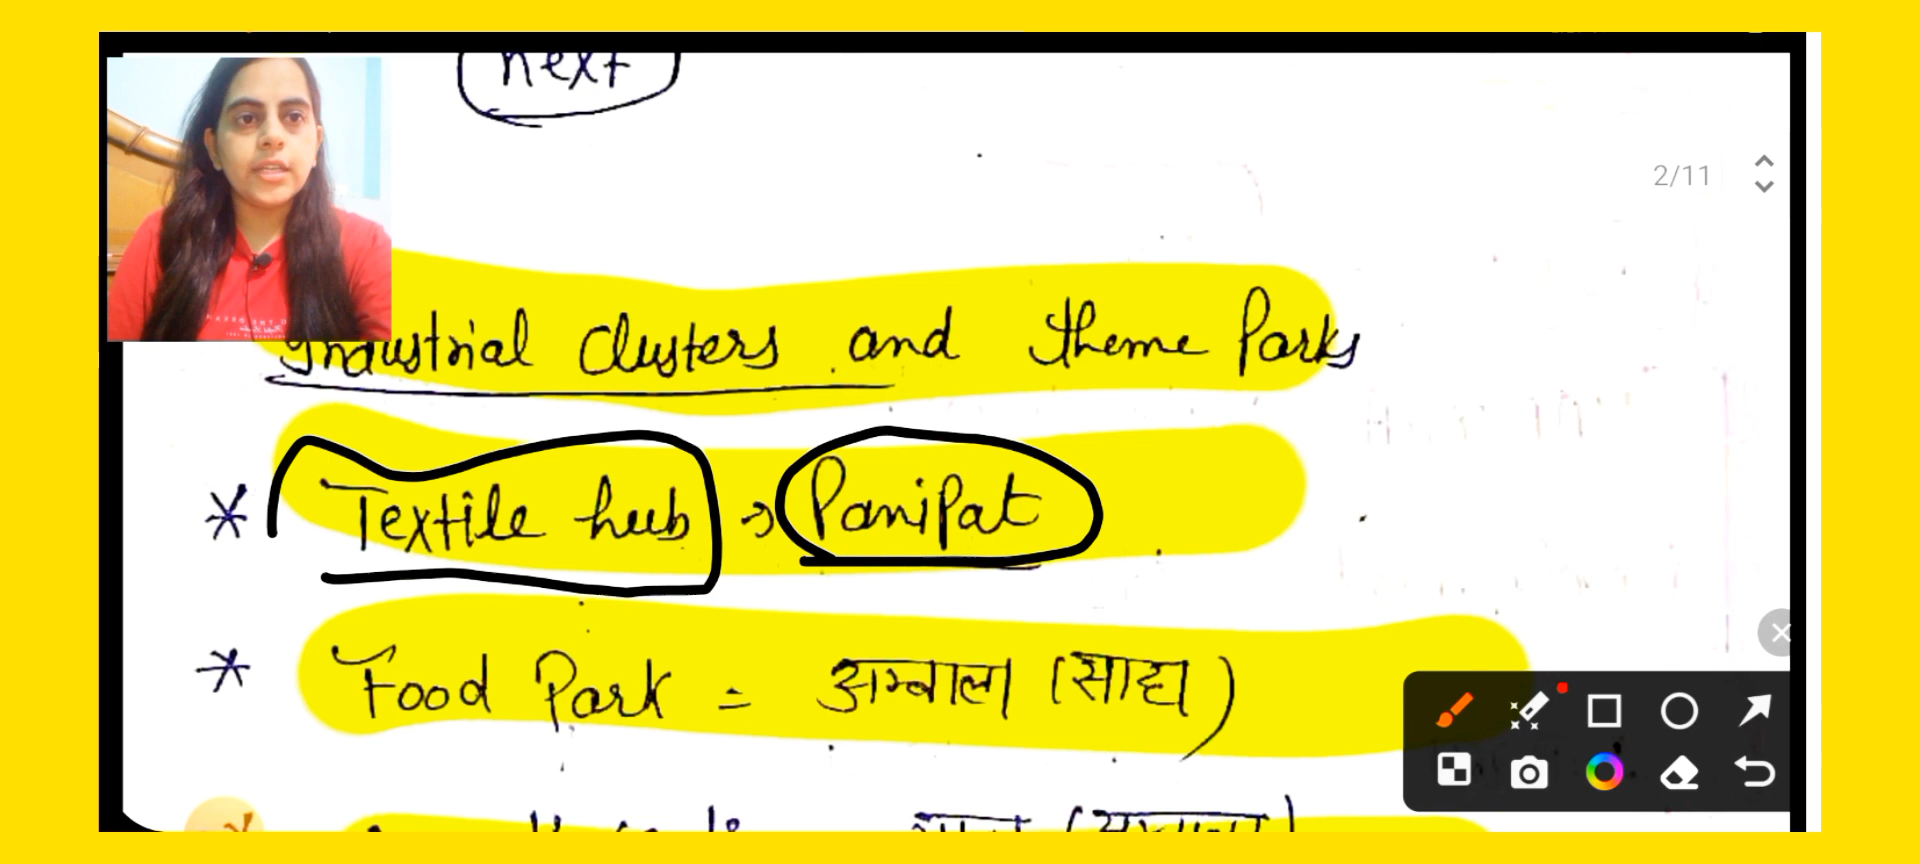 next
2/11
Industrial Clusters and Theme Parks
* Textile hub → Panipat
* Food Park = अम्बाला (साहा)